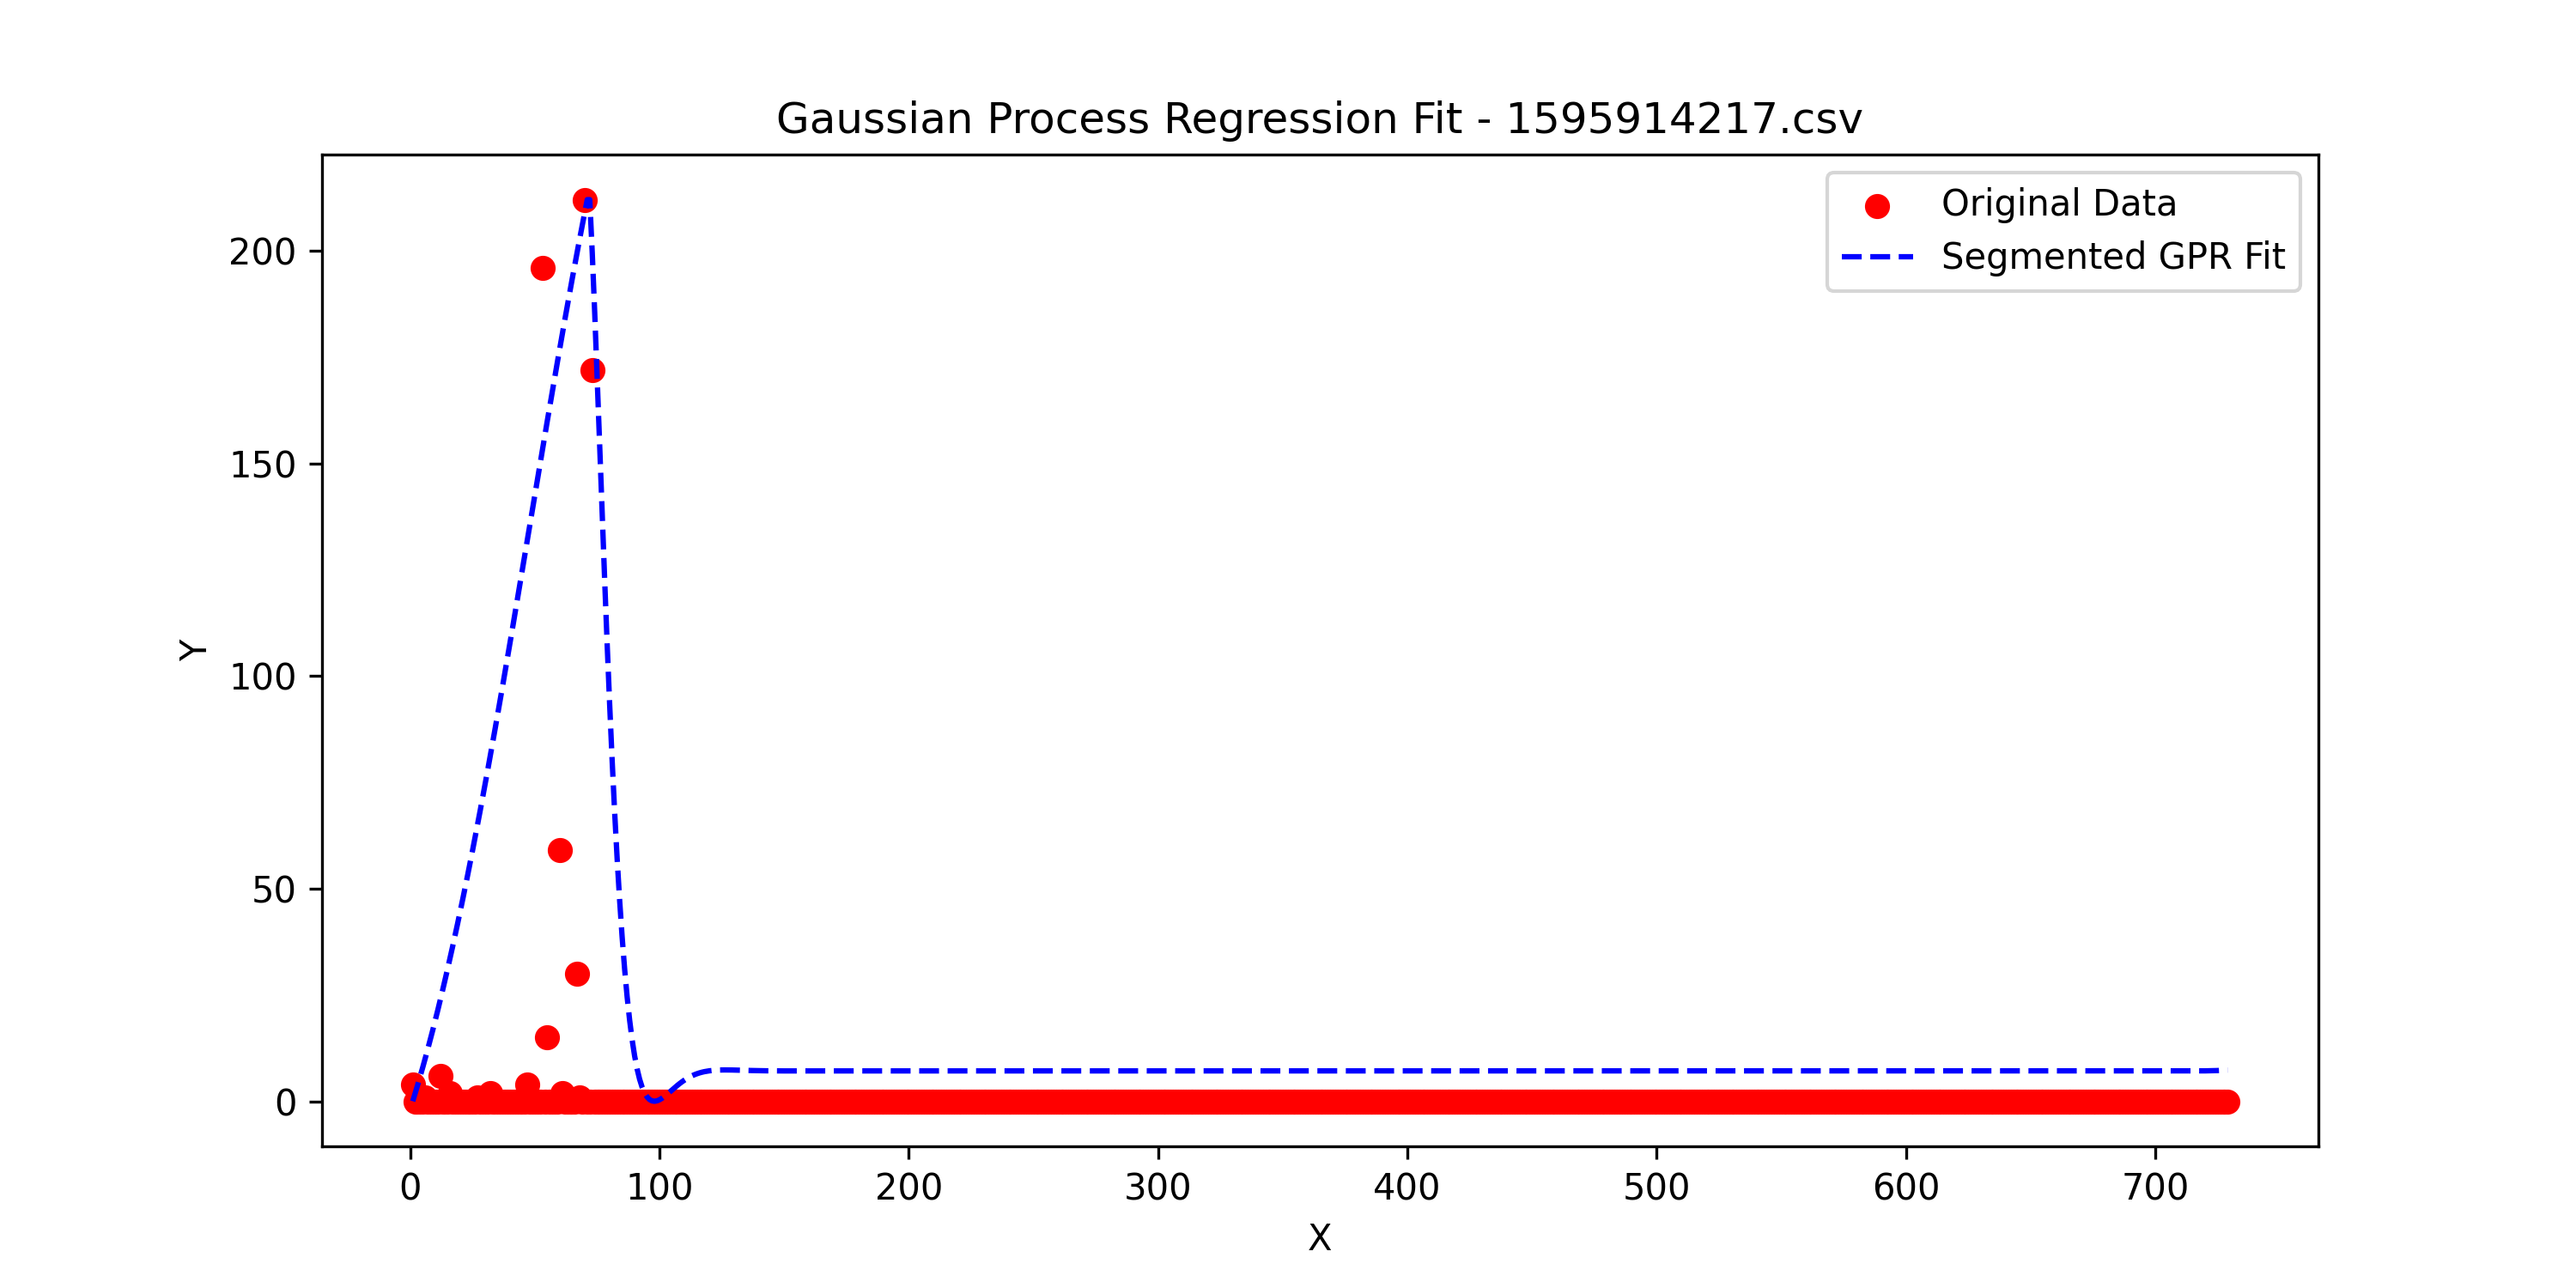 Gaussian Process Regression Fit - 1595914217.csv
Original Data
Segmented GPR Fit
200
150
100
50
0
Y
0 100 200 300 400 500 600 700
X